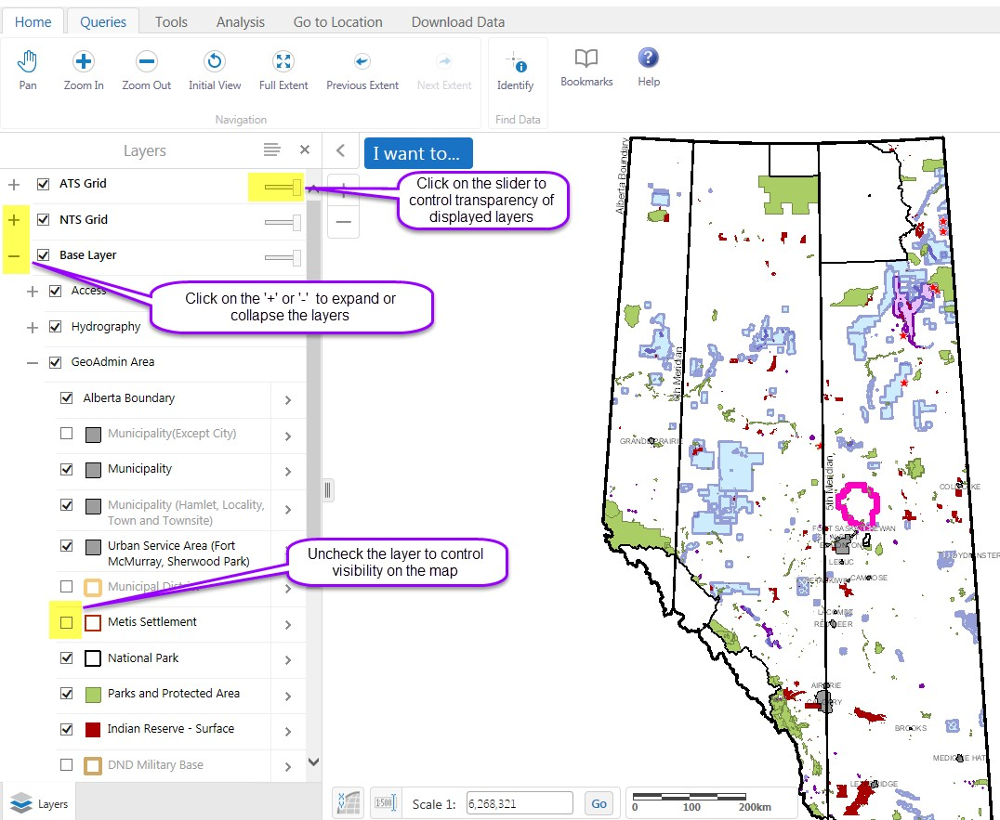 Home Queries Tools Analysis Go to Location Download Data
Pan Zoom In Zoom Out Initial View Full Extent Previous Extent Next Extent Identify Bookmarks Help
Navigation Find Data
Layers
I want to...
ATS Grid
Click on the slider to
control transparency of
displayed layers
NTS Grid
Base Layer
Click on the '+' or '-' to expand or
collapse the layers
Access
Hydrography
GeoAdmin Area
Alberta Boundary
Municipality(Except City)
Municipality
Municipality (Hamlet, Locality,
Town and Townsite)
Urban Service Area (Fort
McMurray, Sherwood Park)
Uncheck the layer to control
visibility on the map
Municipal District
Metis Settlement
National Park
Parks and Protected Area
Indian Reserve - Surface
DND Military Base
Layers
1:500
Scale 1: 6,268,321 Go
0 100 200km
Alberta Boundary
6th Meridian
5th Meridian
GRANDE PRAIRIE
COLD LAKE
FORT SASKATCHEWAN
EDMONTON
LEDUC
LLOYDMINSTER
WETASKIWIN
CAMROSE
LACOMBE
RED DEER
AIRDRIE
CALGARY
BROOKS
MEDICINE HAT
LETHBRIDGE